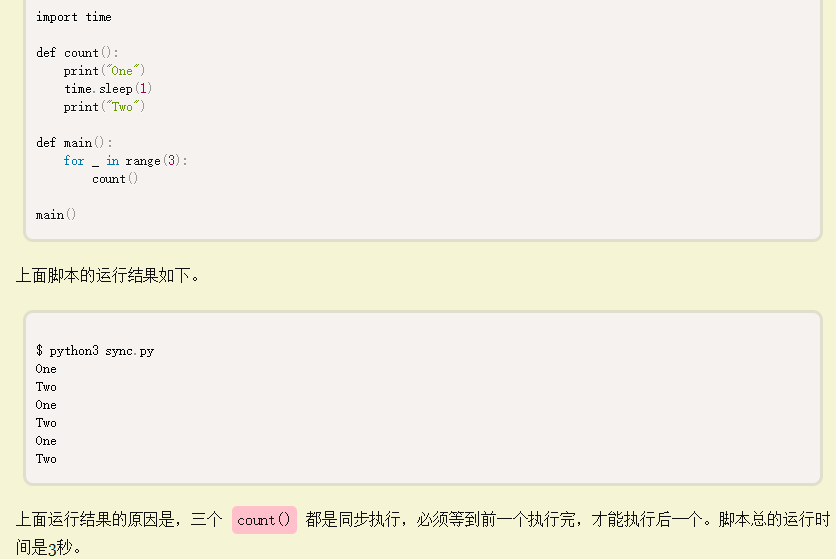 import time
def count():
    print("One")
    time.sleep(1)
    print("Two")
def main():
    for _ in range(3):
        count()
main()
上面脚本的运行结果如下。
$ python3 sync.py
One
Two
One
Two
One
Two
上面运行结果的原因是，三个 count() 都是同步执行，必须等到前一个执行完，才能执行后一个。脚本总的运行时
间是3秒。